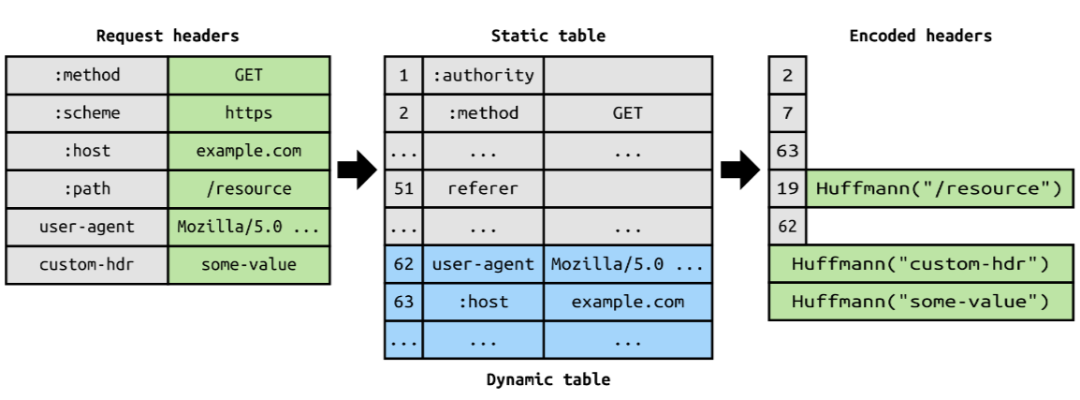 Request headers
:method GET
:scheme https
:host example.com
:path /resource
user-agent Mozilla/5.0 ...
custom-hdr some-value
Static table
1 :authority
2 :method GET
... ... ...
51 referer
... ... ...
62 user-agent Mozilla/5.0 ...
63 :host example.com
... ... ...
Dynamic table
Encoded headers
2
7
63
19 Huffmann("/resource")
62
Huffmann("custom-hdr")
Huffmann("some-value")